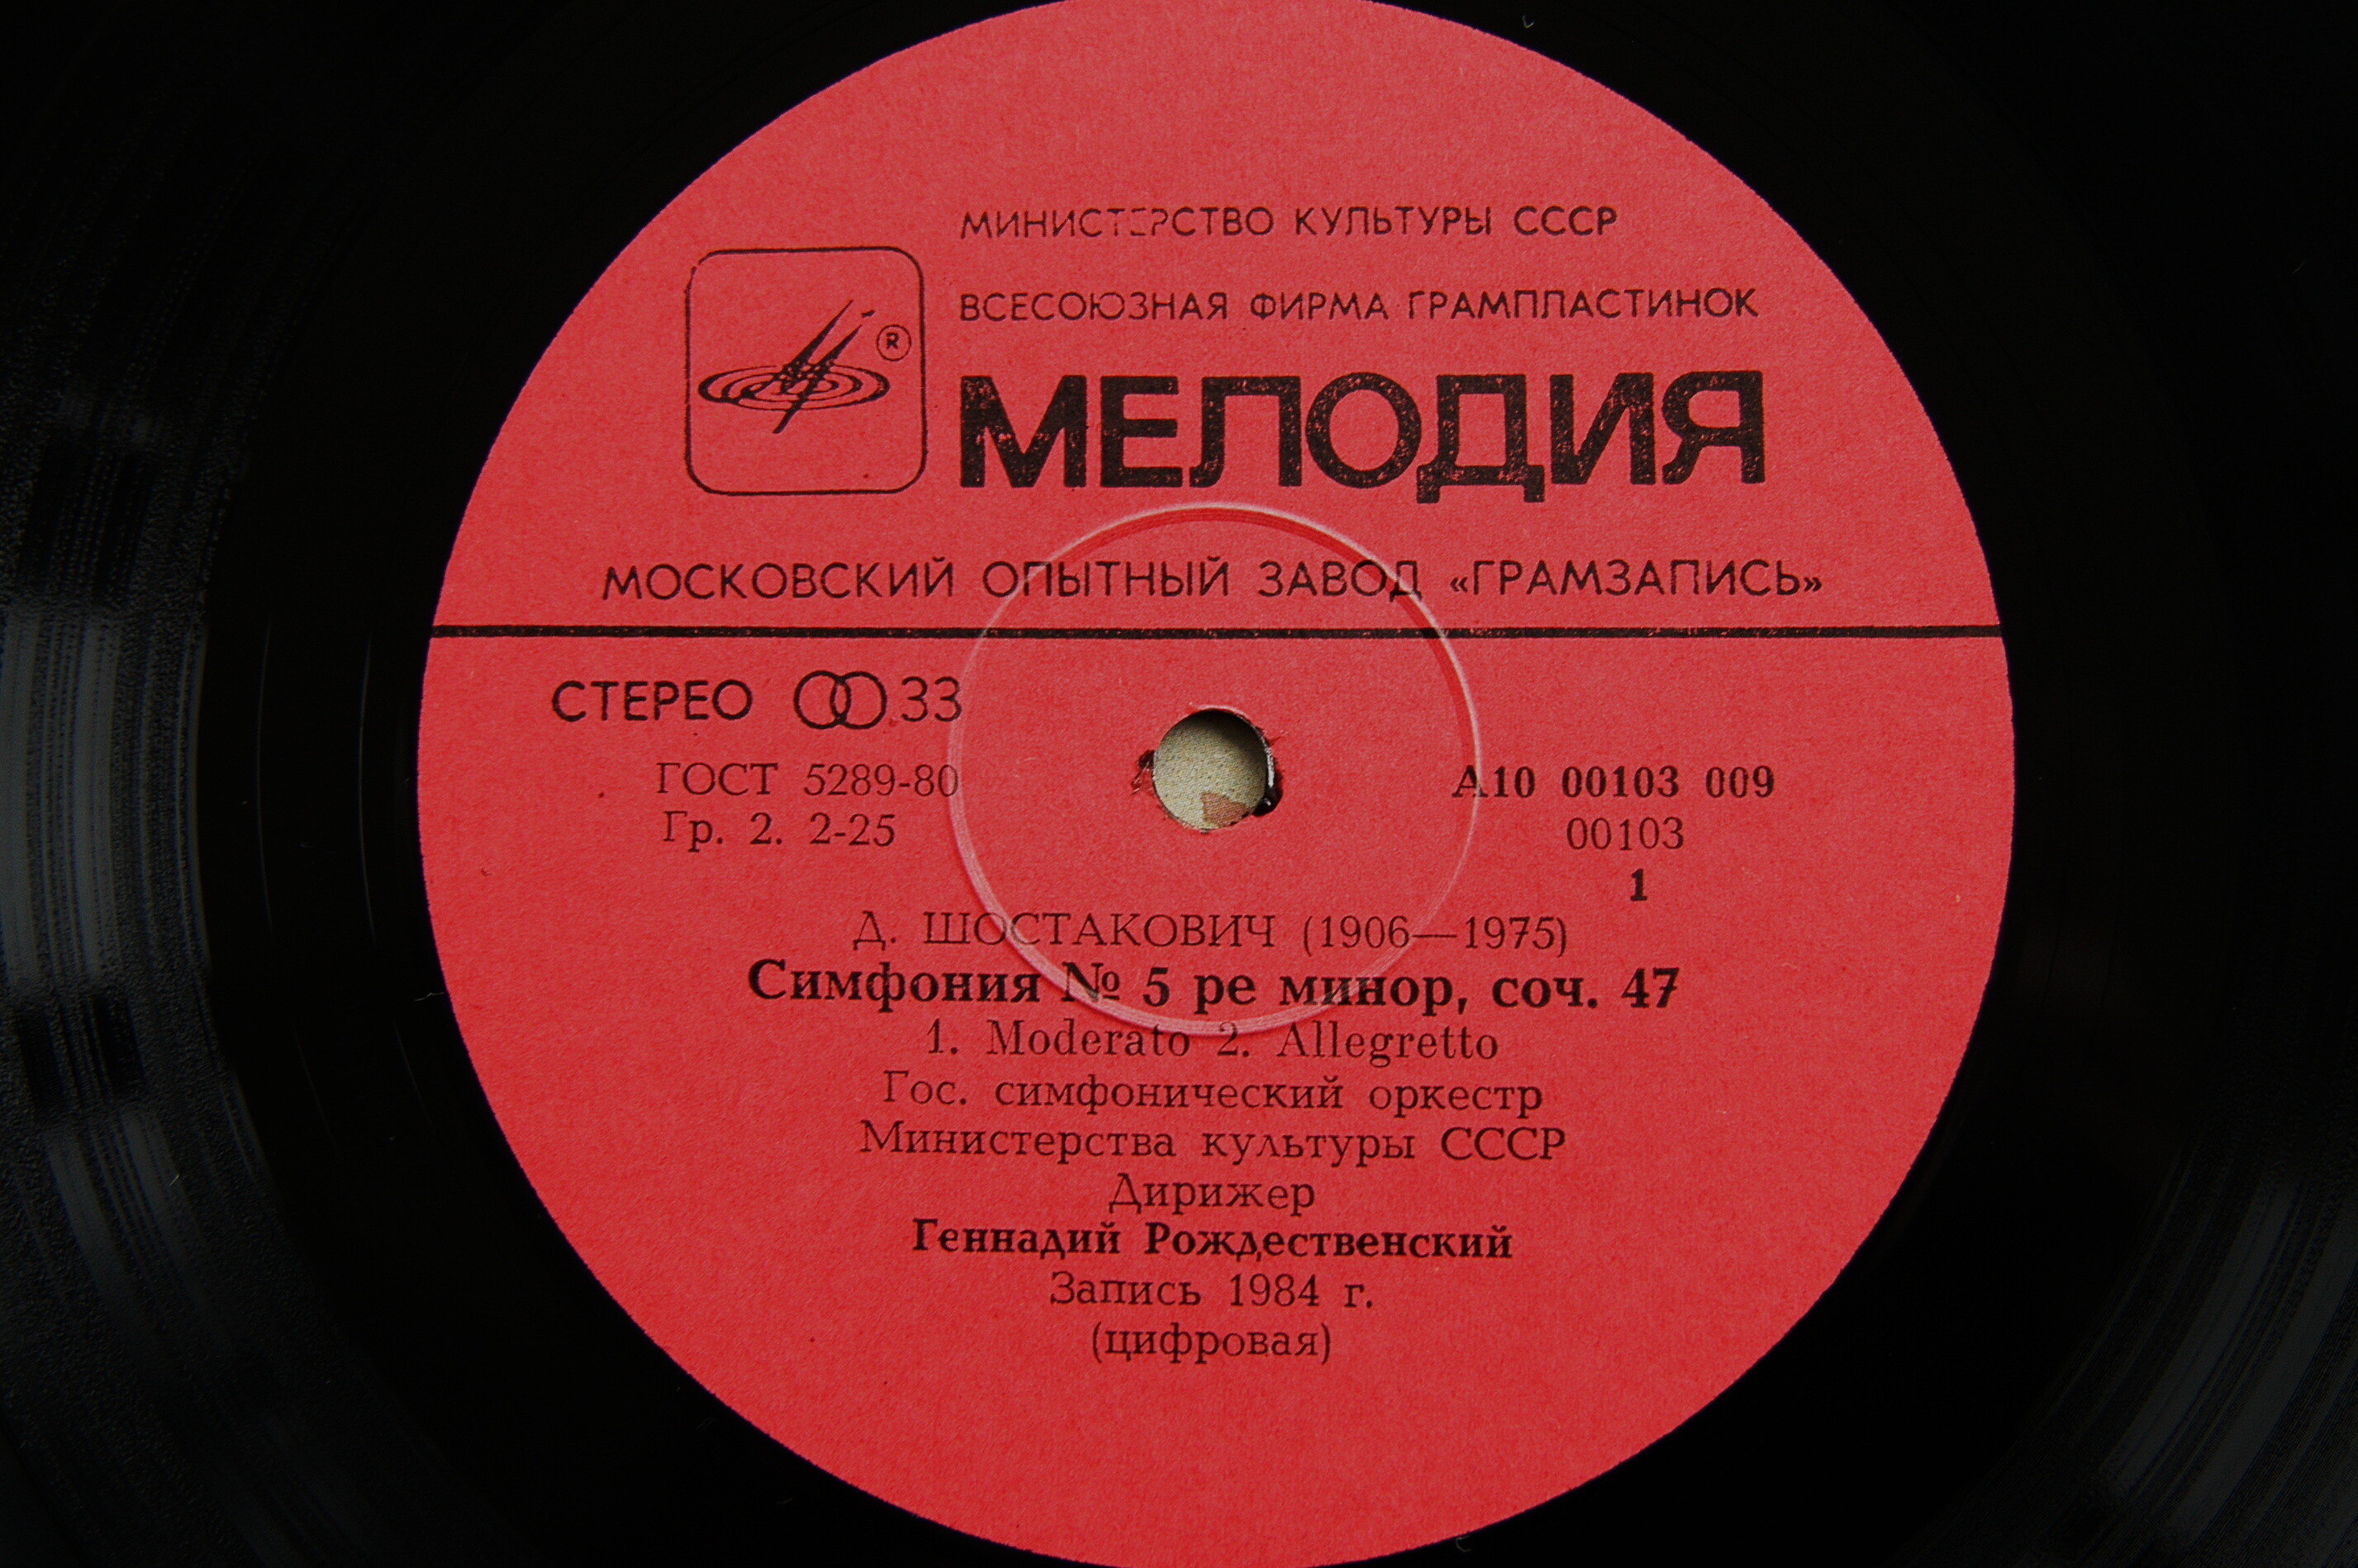 МИНИСТЕРСТВО КУЛЬТУРЫ СССР
ВСЕСОЮЗНАЯ ФИРМА ГРАМПЛАСТИНОК
®
МЕЛОДИЯ
МОСКОВСКИЙ ОПЫТНЫЙ ЗАВОД «ГРАМЗАПИСЬ»
СТЕРЕО 33
ГОСТ 5289-80 А10 00103 009
Гр. 2. 2-25 00103
1
Д. ШОСТАКОВИЧ (1906—1975)
Симфония № 5 ре минор, соч. 47
1. Moderato 2. Allegretto
Гос. симфонический оркестр
Министерства культуры СССР
Дирижер
Геннадий Рождественский
Запись 1984 г.
(цифровая)